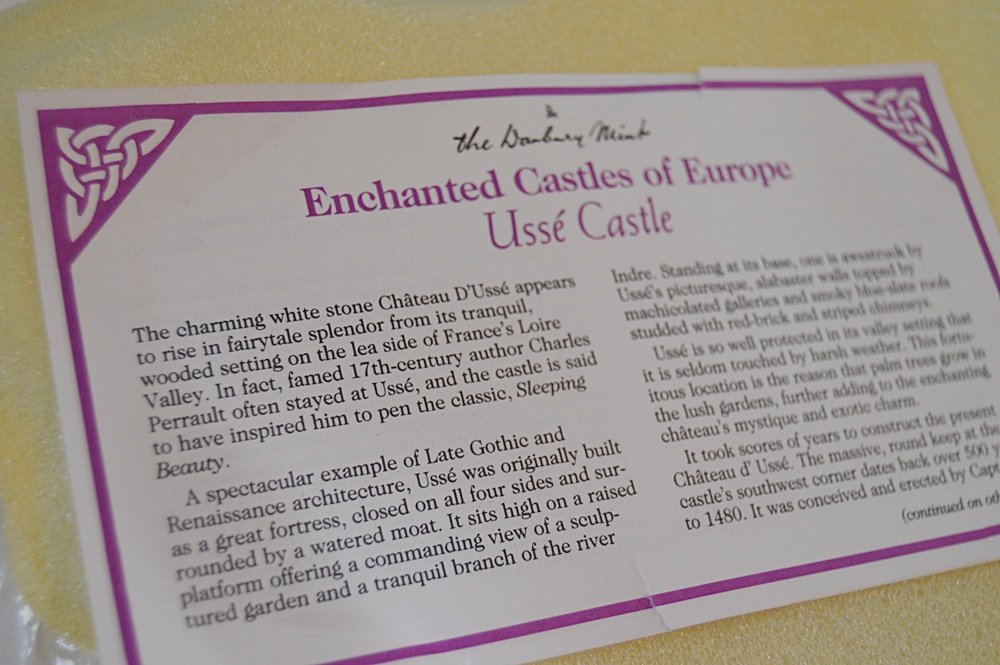 the Danbury Mint
Enchanted Castles of Europe
Ussé Castle
The charming white stone Château D'Ussé appears
to rise in fairytale splendor from its tranquil,
wooded setting on the lea side of France's Loire
Valley. In fact, famed 17th-century author Charles
Perrault often stayed at Ussé, and the castle is said
to have inspired him to pen the classic, Sleeping
Beauty.
A spectacular example of Late Gothic and
Renaissance architecture, Ussé was originally built
as a great fortress, closed on all four sides and sur-
rounded by a watered moat. It sits high on a raised
platform offering a commanding view of a sculp-
tured garden and a tranquil branch of the river
Indre. Standing at its base, one is awestruck by
Ussé's picturesque, alabaster walls topped by
machicolated galleries and smoky blue-slate roofs
studded with red-brick and striped chimneys.
Ussé is so well protected in its valley setting that
it is seldom touched by harsh weather. This fortu-
itous location is the reason that palm trees grow in
the lush gardens, further adding to the enchanting
château's mystique and exotic charm.
It took scores of years to construct the present
Château d' Ussé. The massive, round keep at the
castle's southwest corner dates back over 500 y
to 1480. It was conceived and erected by Cap
(continued on ot